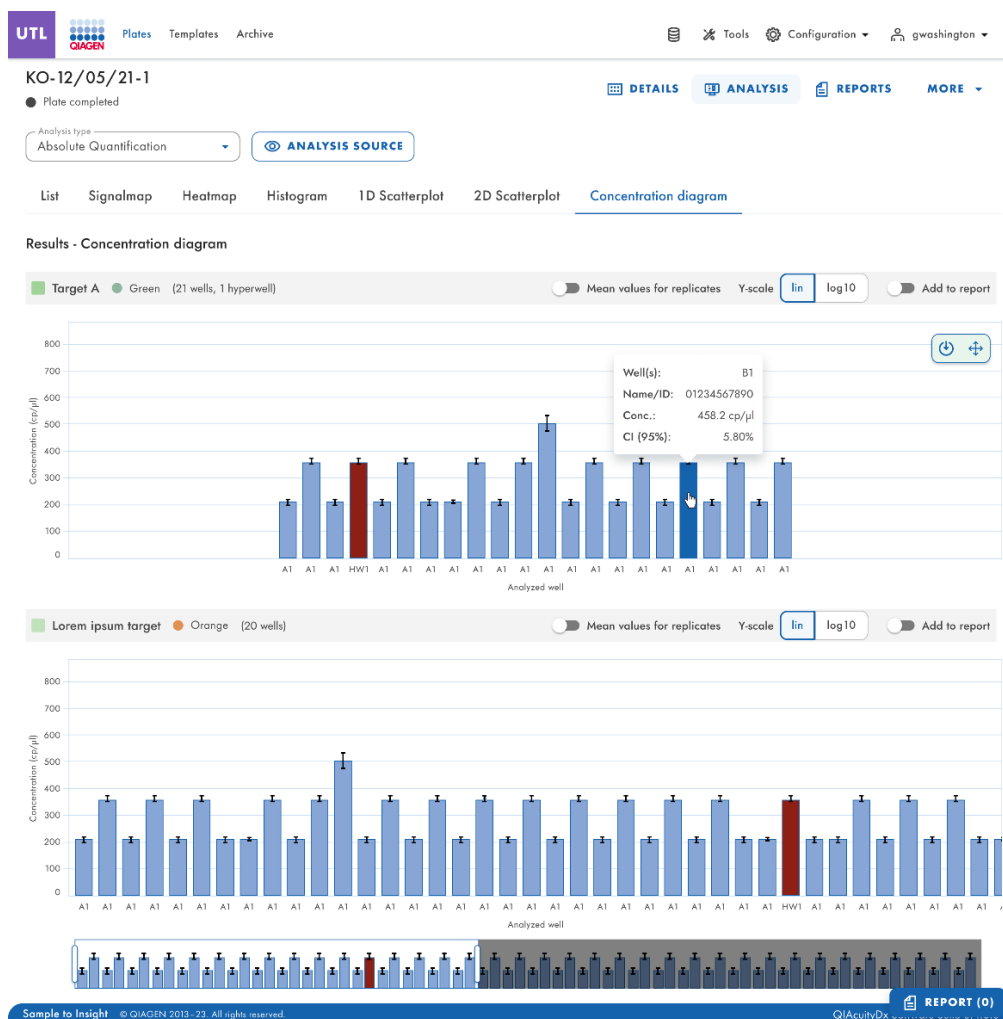 UTL QIAGEN Plates Templates Archive Tools Configuration gwashington
KO-12/05/21-1
Plate completed
DETAILS ANALYSIS REPORTS MORE
Analysis type
Absolute Quantification
ANALYSIS SOURCE
List Signalmap Heatmap Histogram 1D Scatterplot 2D Scatterplot Concentration diagram
Results - Concentration diagram
Target A Green (21 wells, 1 hyperwell) Mean values for replicates Y-scale lin log10 Add to report
Concentration (cp/µl)
800
700
600
500
400
300
200
100
0
Well(s): B1
Name/ID: 01234567890
Conc.: 458.2 cp/µl
CI (95%): 5.80%
A1 A1 A1 HW1 A1 A1 A1 A1 A1 A1 A1 A1 A1 A1 A1 A1 A1 A1 A1 A1 A1 A1
Analyzed well
Lorem ipsum target Orange (20 wells) Mean values for replicates Y-scale lin log10 Add to report
Concentration (cp/µl)
800
700
600
500
400
300
200
100
0
A1 A1 A1 A1 A1 A1 A1 A1 A1 A1 A1 A1 A1 A1 A1 A1 A1 A1 A1 A1 A1 A1 A1 A1 A1 A1 A1 A1 A1 A1 HW1 A1 A1 A1 A1 A1 A1 A1 A1
Analyzed well
Sample to Insight © QIAGEN 2013–23. All rights reserved. QIAcuityDx
REPORT (0)